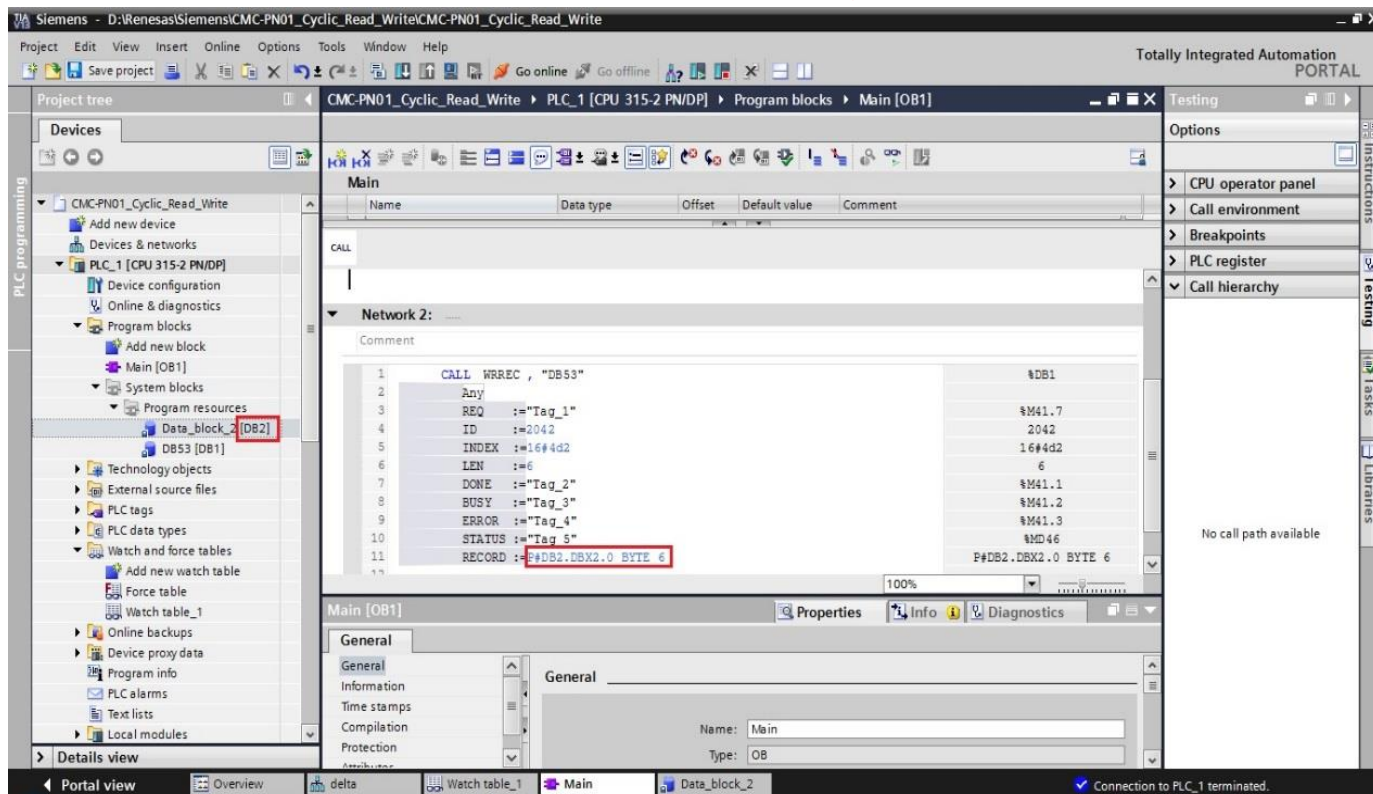 Siemens - D:\Renesas\Siemens\CMC-PN01_Cyclic_Read_Write\CMC-PN01_Cyclic_Read_Write
Project Edit View Insert Online Options Tools Window Help
Totally Integrated Automation
PORTAL
Save project
Go online
Go offline
Project tree
CMC-PN01_Cyclic_Read_Write
PLC_1 [CPU 315-2 PN/DP]
Program blocks
Main [OB1]
Testing
Devices
Options
PLC programming
CMC-PN01_Cyclic_Read_Write
Add new device
Devices & networks
PLC_1 [CPU 315-2 PN/DP]
Device configuration
Online & diagnostics
Program blocks
Add new block
Main [OB1]
System blocks
Program resources
Data_block_2 [DB2]
DB53 [DB1]
Technology objects
External source files
PLC tags
PLC data types
Watch and force tables
Add new watch table
Force table
Watch table_1
Online backups
Device proxy data
Program info
PLC alarms
Text lists
Local modules
Details view
Main
Name Data type Offset Default value Comment
CALL
Network 2: .....
Comment
1 CALL WRREC , "DB53" %DB1
2 Any
3 REQ :="Tag_1" %M41.7
4 ID :=2042 2042
5 INDEX :=16#4d2 16#4d2
6 LEN :=6 6
7 DONE :="Tag_2" %M41.1
8 BUSY :="Tag_3" %M41.2
9 ERROR :="Tag_4" %M41.3
10 STATUS :="Tag_5" %MD46
11 RECORD :=P#DB2.DBX2.0 BYTE 6 P#DB2.DBX2.0 BYTE 6
100%
Main [OB1]
Properties
Info
Diagnostics
General
General
Information
Time stamps
Compilation
Protection
General
Name: Main
Type: OB
CPU operator panel
Call environment
Breakpoints
PLC register
Call hierarchy
No call path available
Instructions
Testing
Tasks
Libraries
Portal view
Overview
delta
Watch table_1
Main
Data_block_2
Connection to PLC_1 terminated.